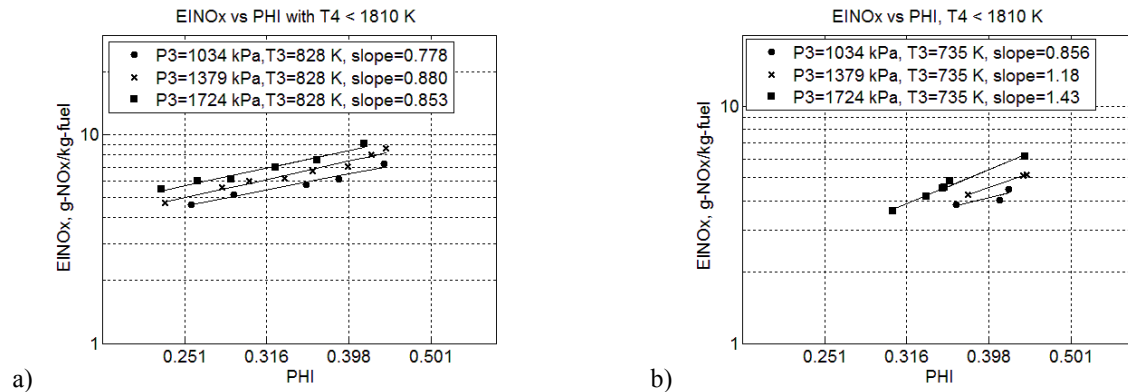 EINOx vs PHI with T4 < 1810 K
P3=1034 kPa,T3=828 K, slope=0.778
P3=1379 kPa,T3=828 K, slope=0.880
P3=1724 kPa,T3=828 K, slope=0.853
EINOx, g-NOx/kg-fuel
10
1
0.251 0.316 0.398 0.501
PHI
a)
EINOx vs PHI, T4 < 1810 K
P3=1034 kPa, T3=735 K, slope=0.856
P3=1379 kPa, T3=735 K, slope=1.18
P3=1724 kPa, T3=735 K, slope=1.43
EINOx, g-NOx/kg-fuel
10
1
0.251 0.316 0.398 0.501
PHI
b)